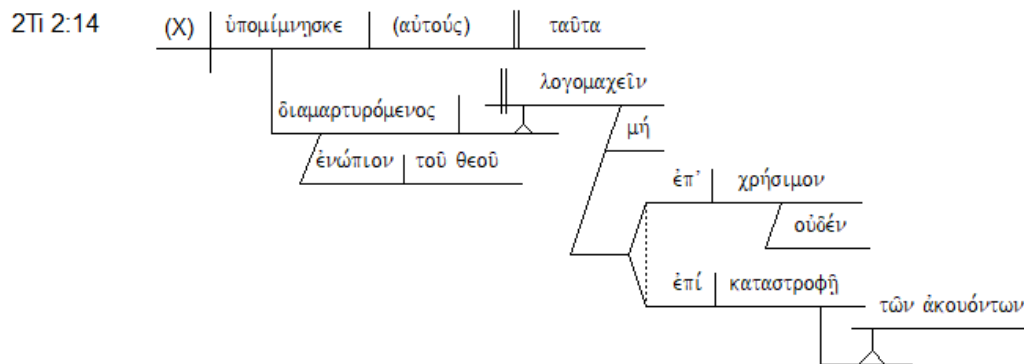 2Ti 2:14 (X) ὑπομίμνῃσκε (αὐτούς) ταῦτα
λογομαχεῖν
διαμαρτυρόμενος
μή
ἐνώπιον τοῦ θεοῦ
ἐπ' χρήσιμον
οὐδέν
ἐπί καταστροφῇ
τῶν ἀκουόντων